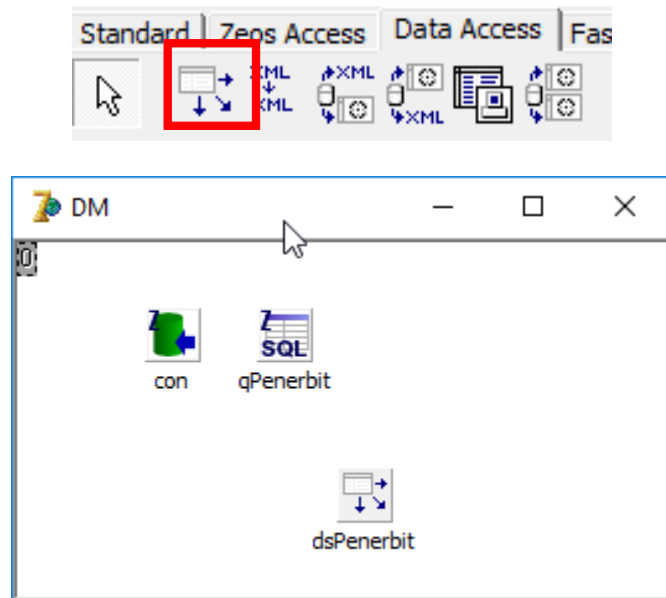 Standard Zeos Access Data Access Fas
XML XML
XML XML
DM
Z Z
SQL
con qPenerbit
dsPenerbit